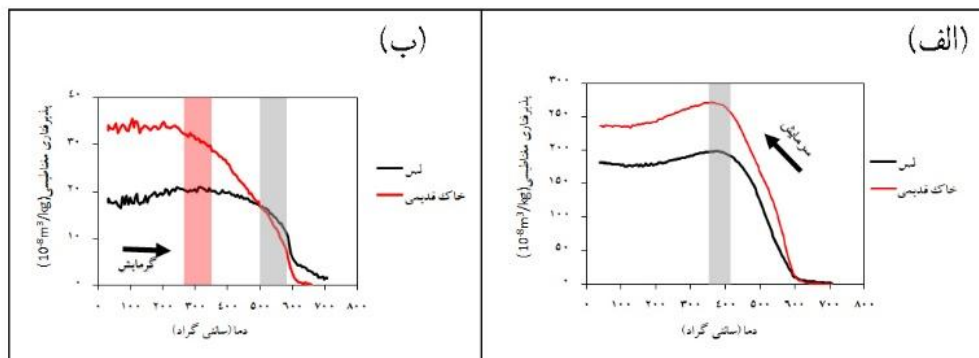 (الف)
پذیرفتاری مغناطیسی(10⁻⁸m³/kg)
۳۰۰
۲۵۰
۲۰۰
۱۵۰
۱۰۰
۵۰
۰
سرمایش
لس
خاک قدیمی
۰ ۱۰۰ ۲۰۰ ۳۰۰ ۴۰۰ ۵۰۰ ۶۰۰ ۷۰۰ ۸۰۰
دما(سانتی گراد)
(ب)
پذیرفتاری مغناطیسی(10⁻⁸m³/kg)
۴۰
۳۰
۲۰
۱۰
۰
گرمایش
لس
خاک قدیمی
۰ ۱۰۰ ۲۰۰ ۳۰۰ ۴۰۰ ۵۰۰ ۶۰۰ ۷۰۰ ۸۰۰
دما(سانتی گراد)